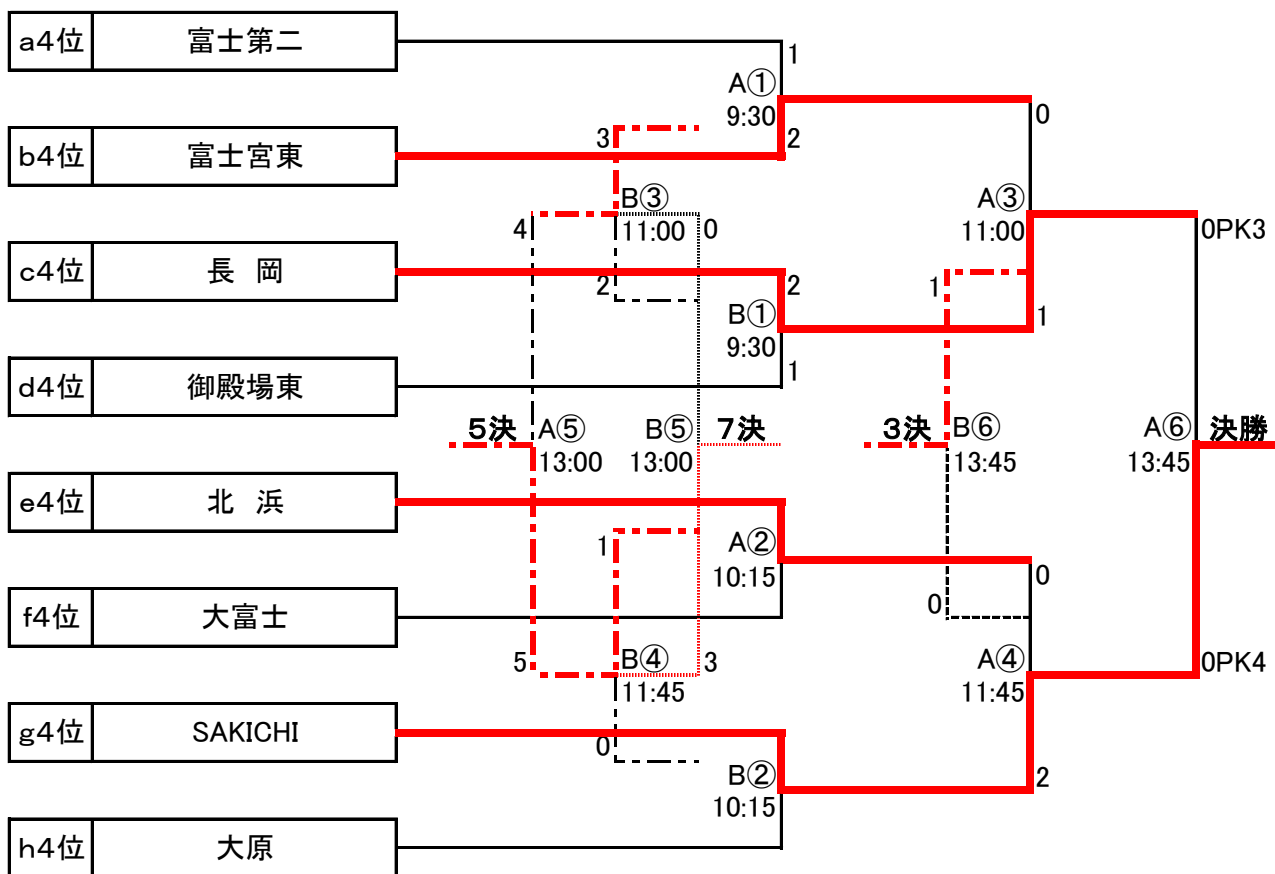 a4位 富士第二
1
A①
9:30
b4位 富士宮東
3
2
B③
11:00
4
0
A③
11:00
0
0PK3
c4位 長 岡
2
2
1
1
B①
9:30
d4位 御殿場東
1
5決 A⑤
13:00
B⑤ 7決
13:00
3決 B⑥
13:45
A⑥ 決勝
13:45
e4位 北 浜
1
A②
10:15
0
0
f4位 大富士
5
B④
11:45
3
A④
11:45
0PK4
g4位 SAKICHI
0
B②
10:15
2
h4位 大原